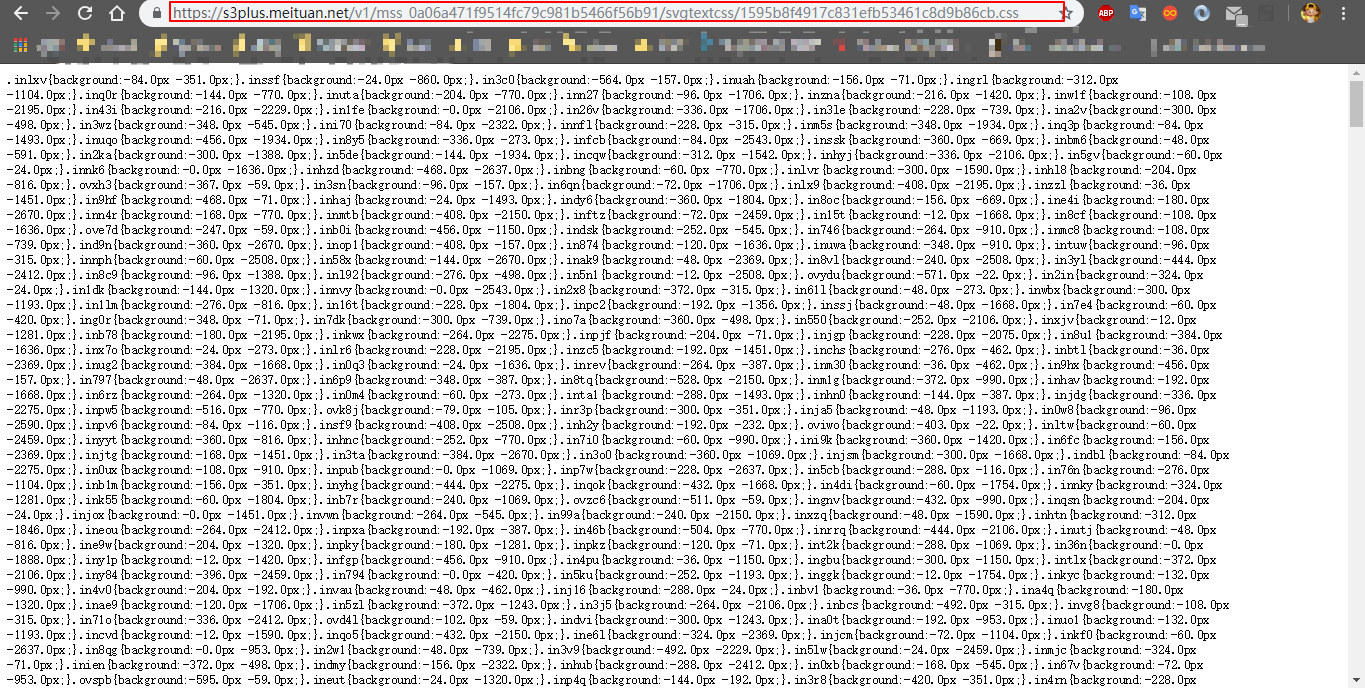 https://s3plus.meituan.net/v1/mss_0a06a471f9514fc79c981b5466f56b91/svgtextcss/1595b8f4917c831efb53461c8d9b86cb.css
ABP
.inlxv{background:-84.0px -351.0px;}.inssf{background:-24.0px -860.0px;}.in3c0{background:-564.0px -157.0px;}.inuah{background:-156.0px -71.0px;}.ingrl{background:-312.0px
-1104.0px;}.inq0r{background:-144.0px -770.0px;}.inuta{background:-204.0px -770.0px;}.inn27{background:-96.0px -1706.0px;}.inzna{background:-216.0px -1420.0px;}.inwlf{background:-108.0px
-2195.0px;}.in43i{background:-216.0px -2229.0px;}.in1fe{background:-0.0px -2106.0px;}.in26v{background:-336.0px -1706.0px;}.in3le{background:-228.0px -739.0px;}.ina2v{background:-300.0px
-498.0px;}.in3wz{background:-348.0px -545.0px;}.ini70{background:-84.0px -2322.0px;}.innfl{background:-228.0px -315.0px;}.inm5s{background:-348.0px -1934.0px;}.inq3p{background:-84.0px
-1493.0px;}.inuqo{background:-456.0px -1934.0px;}.in8y5{background:-336.0px -273.0px;}.infcb{background:-84.0px -2543.0px;}.inssk{background:-360.0px -669.0px;}.inbm6{background:-48.0px
-591.0px;}.in2ka{background:-300.0px -1388.0px;}.in5de{background:-144.0px -1934.0px;}.incqw{background:-312.0px -1542.0px;}.inhyj{background:-336.0px -2106.0px;}.in5gv{background:-60.0px
-24.0px;}.innk6{background:-0.0px -1636.0px;}.inhzd{background:-468.0px -2637.0px;}.inbng{background:-60.0px -770.0px;}.inlvr{background:-300.0px -1590.0px;}.inhl8{background:-204.0px
-816.0px;}.ovxh3{background:-367.0px -59.0px;}.in3sn{background:-96.0px -157.0px;}.in6qn{background:-72.0px -1706.0px;}.inlx9{background:-408.0px -2195.0px;}.inzzl{background:-36.0px
-1451.0px;}.in9hf{background:-468.0px -71.0px;}.inhaj{background:-24.0px -1493.0px;}.indy6{background:-360.0px -1804.0px;}.in8oc{background:-156.0px -669.0px;}.ine4i{background:-180.0px
-2670.0px;}.inn4r{background:-168.0px -770.0px;}.inmtb{background:-408.0px -2150.0px;}.inftz{background:-72.0px -2459.0px;}.in15t{background:-12.0px -1668.0px;}.in8cf{background:-108.0px
-1636.0px;}.ove7d{background:-247.0px -59.0px;}.inb0i{background:-456.0px -1150.0px;}.indsk{background:-252.0px -545.0px;}.in746{background:-264.0px -910.0px;}.inmc8{background:-108.0px
-739.0px;}.ind9n{background:-360.0px -2670.0px;}.inop1{background:-408.0px -157.0px;}.in874{background:-120.0px -1636.0px;}.inuwa{background:-348.0px -910.0px;}.intuw{background:-96.0px
-315.0px;}.innph{background:-60.0px -2508.0px;}.in58x{background:-144.0px -2670.0px;}.inak9{background:-48.0px -2369.0px;}.in8vl{background:-240.0px -2508.0px;}.in3yl{background:-444.0px
-2412.0px;}.in8c9{background:-96.0px -1388.0px;}.inl92{background:-276.0px -498.0px;}.in5n1{background:-12.0px -2508.0px;}.ovydu{background:-571.0px -22.0px;}.in2in{background:-324.0px
-24.0px;}.in1dk{background:-144.0px -1320.0px;}.inmvy{background:-0.0px -2543.0px;}.in2x8{background:-372.0px -315.0px;}.in6ll{background:-48.0px -273.0px;}.inwbx{background:-300.0px
-1193.0px;}.in1lm{background:-276.0px -816.0px;}.in16t{background:-228.0px -1804.0px;}.inpc2{background:-192.0px -1356.0px;}.inssj{background:-48.0px -1668.0px;}.in7e4{background:-60.0px
-420.0px;}.ing0r{background:-348.0px -71.0px;}.in7dk{background:-300.0px -739.0px;}.ino7a{background:-360.0px -498.0px;}.in550{background:-252.0px -2106.0px;}.inxjv{background:-12.0px
-1281.0px;}.inb78{background:-180.0px -2195.0px;}.inkwx{background:-264.0px -2275.0px;}.inpjf{background:-204.0px -71.0px;}.injgp{background:-228.0px -2075.0px;}.in8u1{background:-384.0px
-1636.0px;}.inx7o{background:-24.0px -273.0px;}.inlr6{background:-228.0px -2195.0px;}.inzc5{background:-192.0px -1451.0px;}.inchs{background:-276.0px -462.0px;}.inbtl{background:-36.0px
-2369.0px;}.inug2{background:-384.0px -1668.0px;}.in0q3{background:-24.0px -1636.0px;}.inrev{background:-264.0px -387.0px;}.inm30{background:-36.0px -462.0px;}.in9hx{background:-456.0px
-157.0px;}.in797{background:-48.0px -2637.0px;}.in6p9{background:-348.0px -387.0px;}.in8tq{background:-528.0px -2150.0px;}.inm1g{background:-372.0px -990.0px;}.inhav{background:-192.0px
-1668.0px;}.in6rz{background:-264.0px -1320.0px;}.in0m4{background:-60.0px -273.0px;}.inta1{background:-288.0px -1493.0px;}.inhn0{background:-144.0px -387.0px;}.injdg{background:-336.0px
-2275.0px;}.inpw5{background:-516.0px -770.0px;}.ovk8j{background:-79.0px -105.0px;}.inr3p{background:-300.0px -351.0px;}.inja5{background:-48.0px -1193.0px;}.in0w8{background:-96.0px
-2590.0px;}.inpv6{background:-84.0px -116.0px;}.insf9{background:-408.0px -2508.0px;}.inh2y{background:-192.0px -232.0px;}.oviwo{background:-403.0px -22.0px;}.inltw{background:-60.0px
-2459.0px;}.inyyt{background:-360.0px -816.0px;}.inhnc{background:-252.0px -770.0px;}.in7i0{background:-60.0px -990.0px;}.ini9k{background:-360.0px -1420.0px;}.in6fc{background:-156.0px
-2369.0px;}.injtg{background:-168.0px -1451.0px;}.in3ta{background:-384.0px -2670.0px;}.in3o0{background:-360.0px -1069.0px;}.injsm{background:-300.0px -1668.0px;}.indbl{background:-84.0px
-2275.0px;}.in0ux{background:-108.0px -910.0px;}.inpub{background:-0.0px -1069.0px;}.inp7w{background:-228.0px -2637.0px;}.in5cb{background:-288.0px -116.0px;}.in76n{background:-276.0px
-1104.0px;}.inb1m{background:-156.0px -351.0px;}.inyhg{background:-444.0px -2275.0px;}.inqok{background:-432.0px -1668.0px;}.in4di{background:-60.0px -1754.0px;}.innky{background:-324.0px
-1281.0px;}.ink55{background:-60.0px -1804.0px;}.inb7r{background:-240.0px -1069.0px;}.ovzc6{background:-511.0px -59.0px;}.ingnv{background:-432.0px -990.0px;}.inqsn{background:-204.0px
-24.0px;}.injox{background:-0.0px -1451.0px;}.invwn{background:-264.0px -545.0px;}.in99a{background:-240.0px -2150.0px;}.inxzq{background:-48.0px -1590.0px;}.inhtn{background:-312.0px
-1846.0px;}.ineou{background:-264.0px -2412.0px;}.inpxa{background:-192.0px -387.0px;}.in46b{background:-504.0px -770.0px;}.inrrq{background:-444.0px -2106.0px;}.inutj{background:-48.0px
-816.0px;}.ine9w{background:-204.0px -1320.0px;}.inpky{background:-180.0px -1281.0px;}.inpkz{background:-120.0px -71.0px;}.int2k{background:-288.0px -1069.0px;}.in36n{background:-0.0px
-1888.0px;}.iny1p{background:-12.0px -1420.0px;}.infgp{background:-456.0px -910.0px;}.in4pu{background:-36.0px -1150.0px;}.ingbu{background:-300.0px -1150.0px;}.intlx{background:-372.0px
-2106.0px;}.iny84{background:-396.0px -2459.0px;}.in794{background:-0.0px -420.0px;}.in5ku{background:-252.0px -1193.0px;}.inggk{background:-12.0px -1754.0px;}.inkyc{background:-132.0px
-990.0px;}.in4v0{background:-204.0px -192.0px;}.invau{background:-48.0px -462.0px;}.inj16{background:-288.0px -24.0px;}.inbvl{background:-36.0px -770.0px;}.ina4q{background:-180.0px
-1320.0px;}.inae9{background:-120.0px -1706.0px;}.in5zl{background:-372.0px -1243.0px;}.in3j5{background:-264.0px -2106.0px;}.inbcs{background:-492.0px -315.0px;}.invg8{background:-108.0px
-315.0px;}.in7lo{background:-336.0px -2412.0px;}.ovd4l{background:-102.0px -59.0px;}.indvi{background:-300.0px -1243.0px;}.ina0t{background:-192.0px -953.0px;}.inuo1{background:-132.0px
-1193.0px;}.incvd{background:-12.0px -1590.0px;}.inqo5{background:-432.0px -2150.0px;}.ine6l{background:-324.0px -2369.0px;}.injcm{background:-72.0px -1104.0px;}.inkf0{background:-60.0px
-2637.0px;}.in8qg{background:-0.0px -953.0px;}.in2w1{background:-48.0px -739.0px;}.in3v9{background:-492.0px -2229.0px;}.in5lw{background:-24.0px -2459.0px;}.inmjc{background:-324.0px
-71.0px;}.inien{background:-372.0px -498.0px;}.indmy{background:-156.0px -2322.0px;}.inhub{background:-288.0px -2412.0px;}.in0xb{background:-168.0px -545.0px;}.in67v{background:-72.0px
-953.0px;}.ovspb{background:-595.0px -59.0px;}.ineut{background:-24.0px -1320.0px;}.inp4q{background:-144.0px -192.0px;}.in3r8{background:-420.0px -351.0px;}.in4rn{background:-228.0px